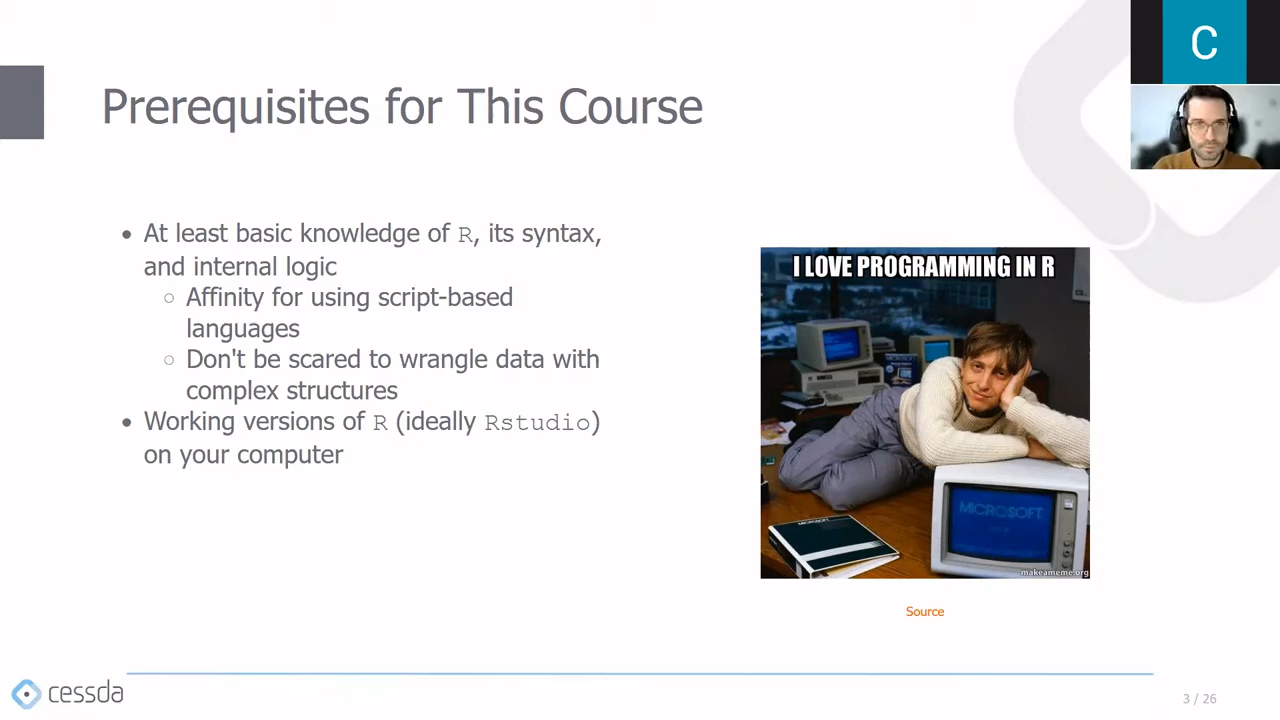 C
Prerequisites for This Course
• At least basic knowledge of R, its syntax,
and internal logic
○ Affinity for using script-based
languages
○ Don't be scared to wrangle data with
complex structures
• Working versions of R (ideally Rstudio)
on your computer
I LOVE PROGRAMMING IN R
MICROSOFT
MICROSOFT
makeameme.org
Source
cessda
3 / 26